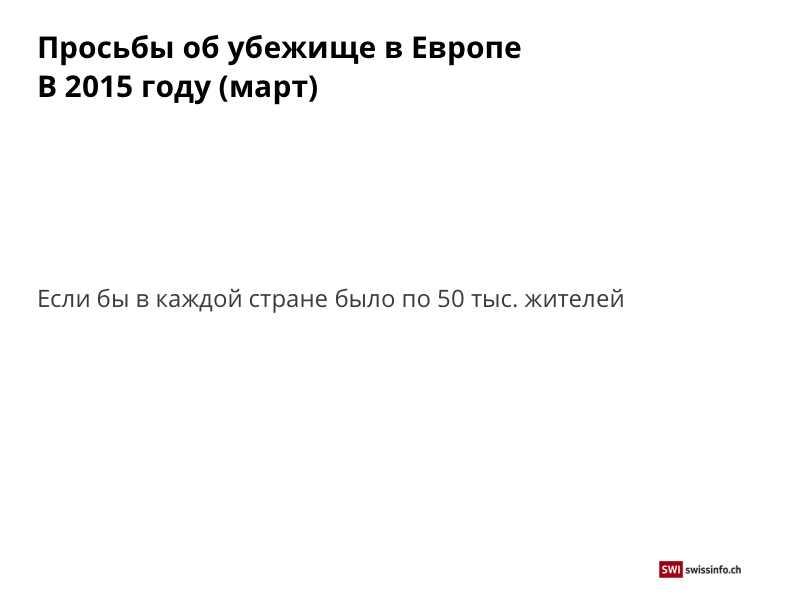 Просьбы об убежище в Европе
В 2015 году (март)
Если бы в каждой стране было по 50 тыс. жителей
SWI swissinfo.ch